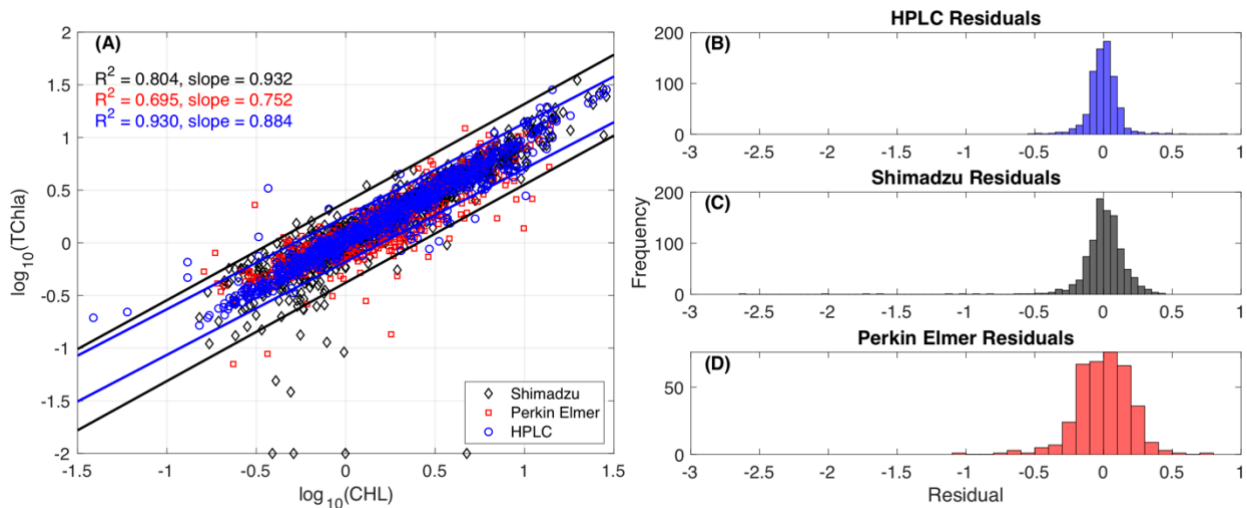 (A)
R² = 0.804, slope = 0.932
R² = 0.695, slope = 0.752
R² = 0.930, slope = 0.884
2
1.5
1
0.5
0
-0.5
-1
-1.5
-2
log₁₀(TChla)
-1.5 -1 -0.5 0 0.5 1 1.5
log₁₀(CHL)
Shimadzu
Perkin Elmer
HPLC
HPLC Residuals
(B)
200
100
0
-3 -2.5 -2 -1.5 -1 -0.5 0 0.5 1
Shimadzu Residuals
(C)
200
100
0
Frequency
-3 -2.5 -2 -1.5 -1 -0.5 0 0.5 1
Perkin Elmer Residuals
(D)
50
0
-3 -2.5 -2 -1.5 -1 -0.5 0 0.5 1
Residual